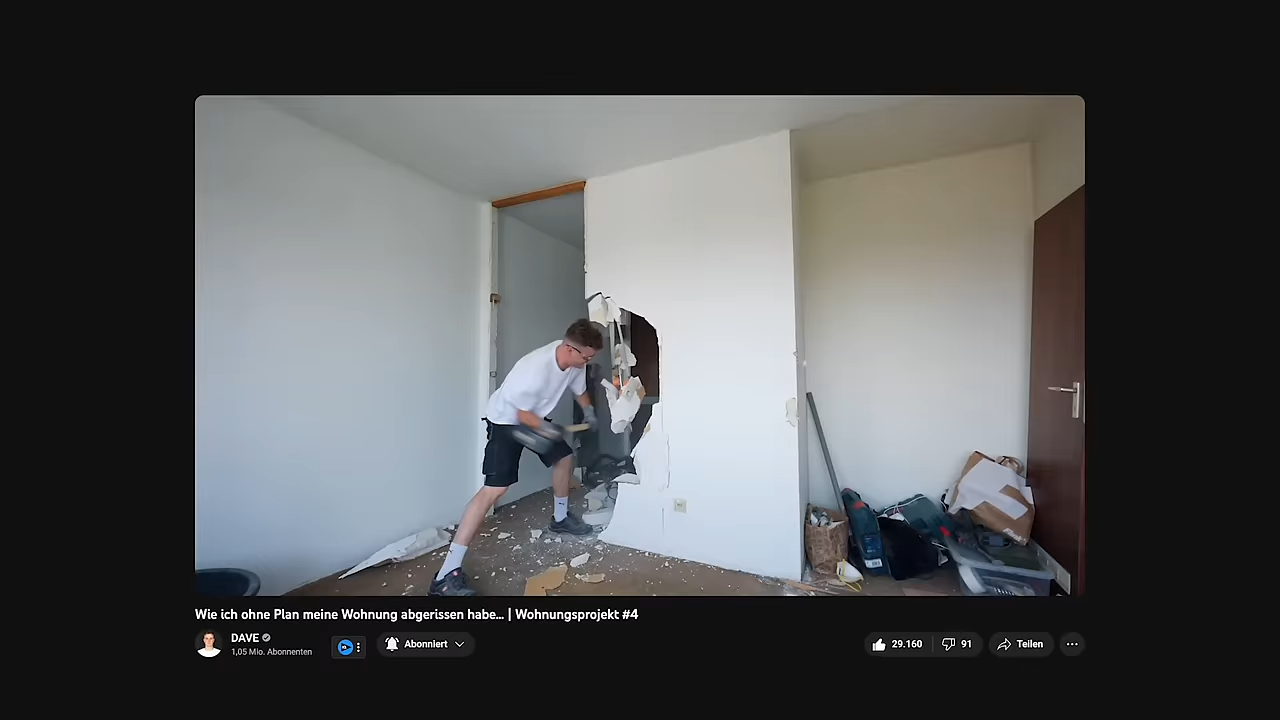 Wie ich ohne Plan meine Wohnung abgerissen habe... | Wohnungsprojekt #4
DAVE
1,05 Mio. Abonnenten
Abonniert
29.160
91
Teilen